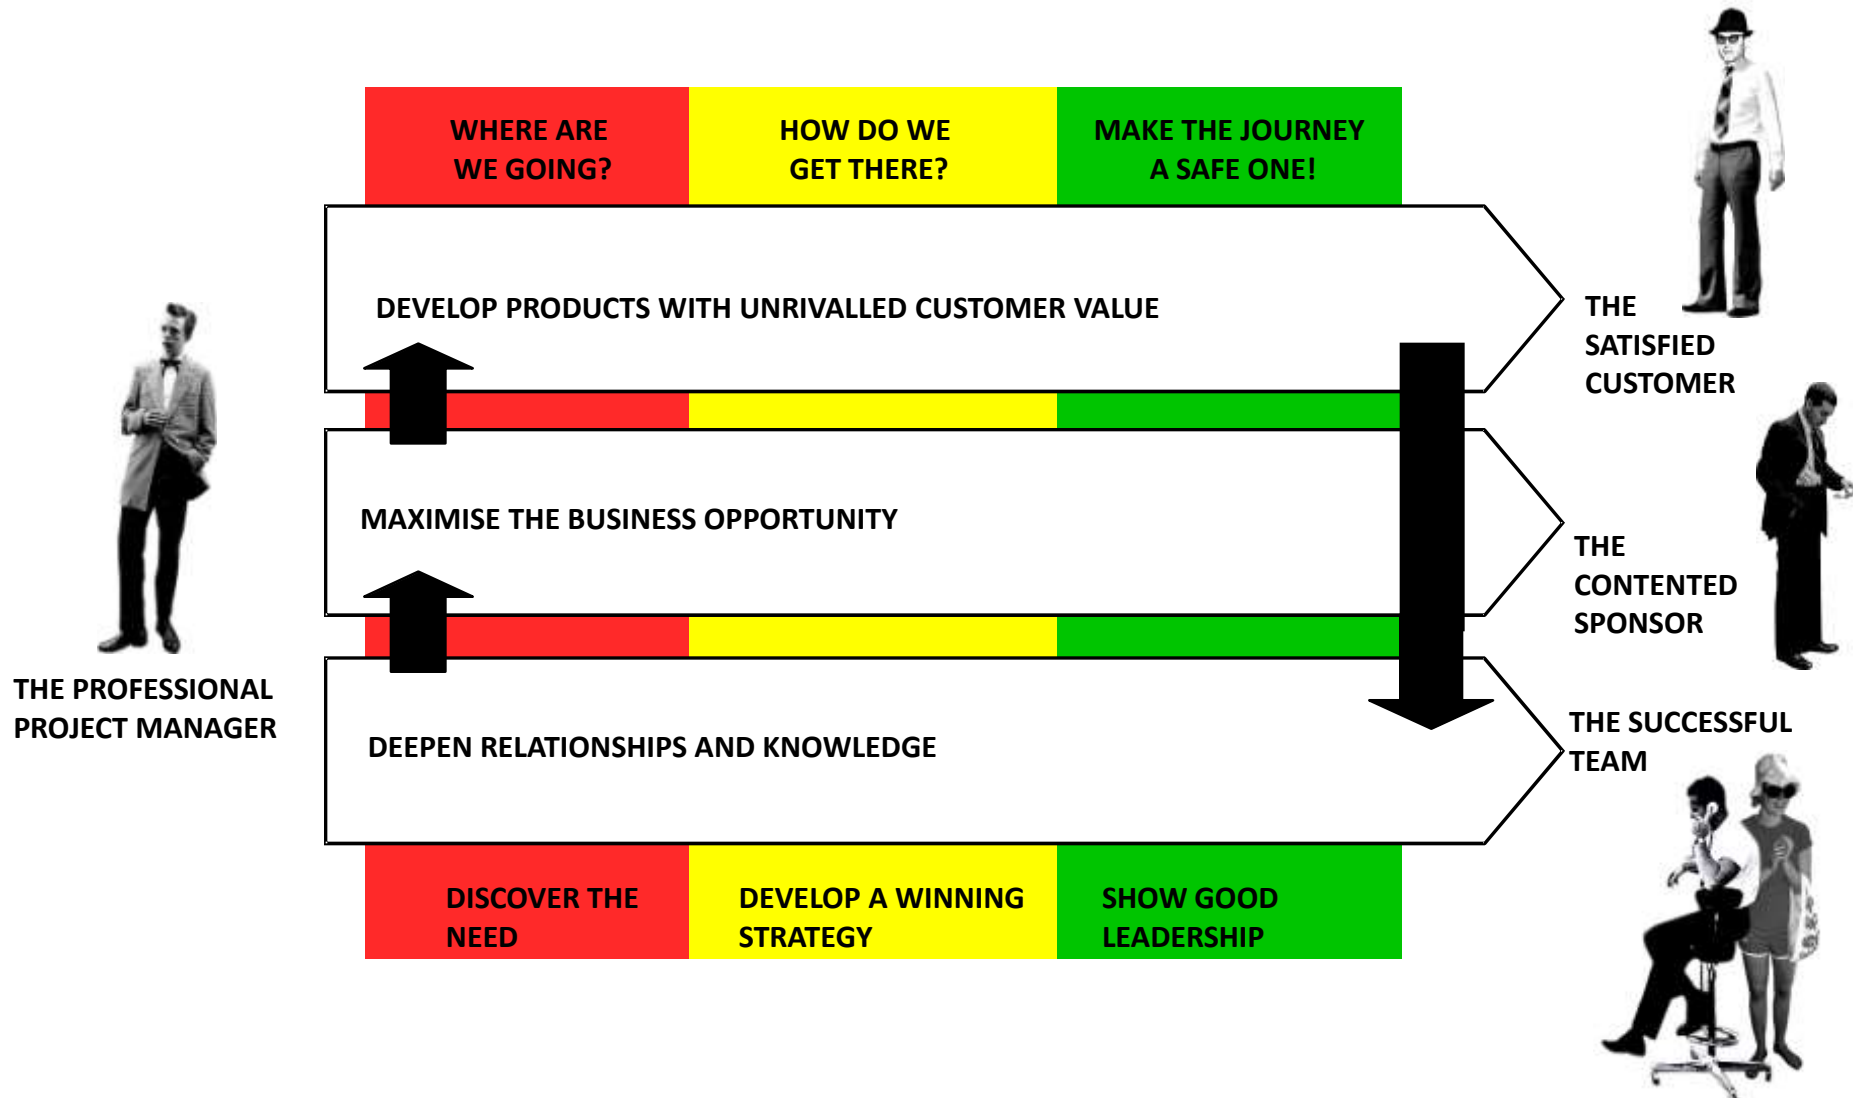 WHERE ARE
WE GOING?
HOW DO WE
GET THERE?
MAKE THE JOURNEY
A SAFE ONE!
DEVELOP PRODUCTS WITH UNRIVALLED CUSTOMER VALUE
THE
SATISFIED
CUSTOMER
MAXIMISE THE BUSINESS OPPORTUNITY
THE
CONTENTED
SPONSOR
THE PROFESSIONAL
PROJECT MANAGER
DEEPEN RELATIONSHIPS AND KNOWLEDGE
THE SUCCESSFUL
TEAM
DISCOVER THE
NEED
DEVELOP A WINNING
STRATEGY
SHOW GOOD
LEADERSHIP